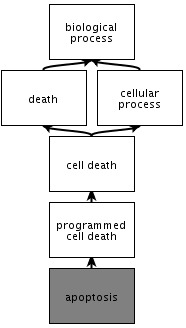 biological
process
death
cellular
process
cell death
programmed
cell death
apoptosis